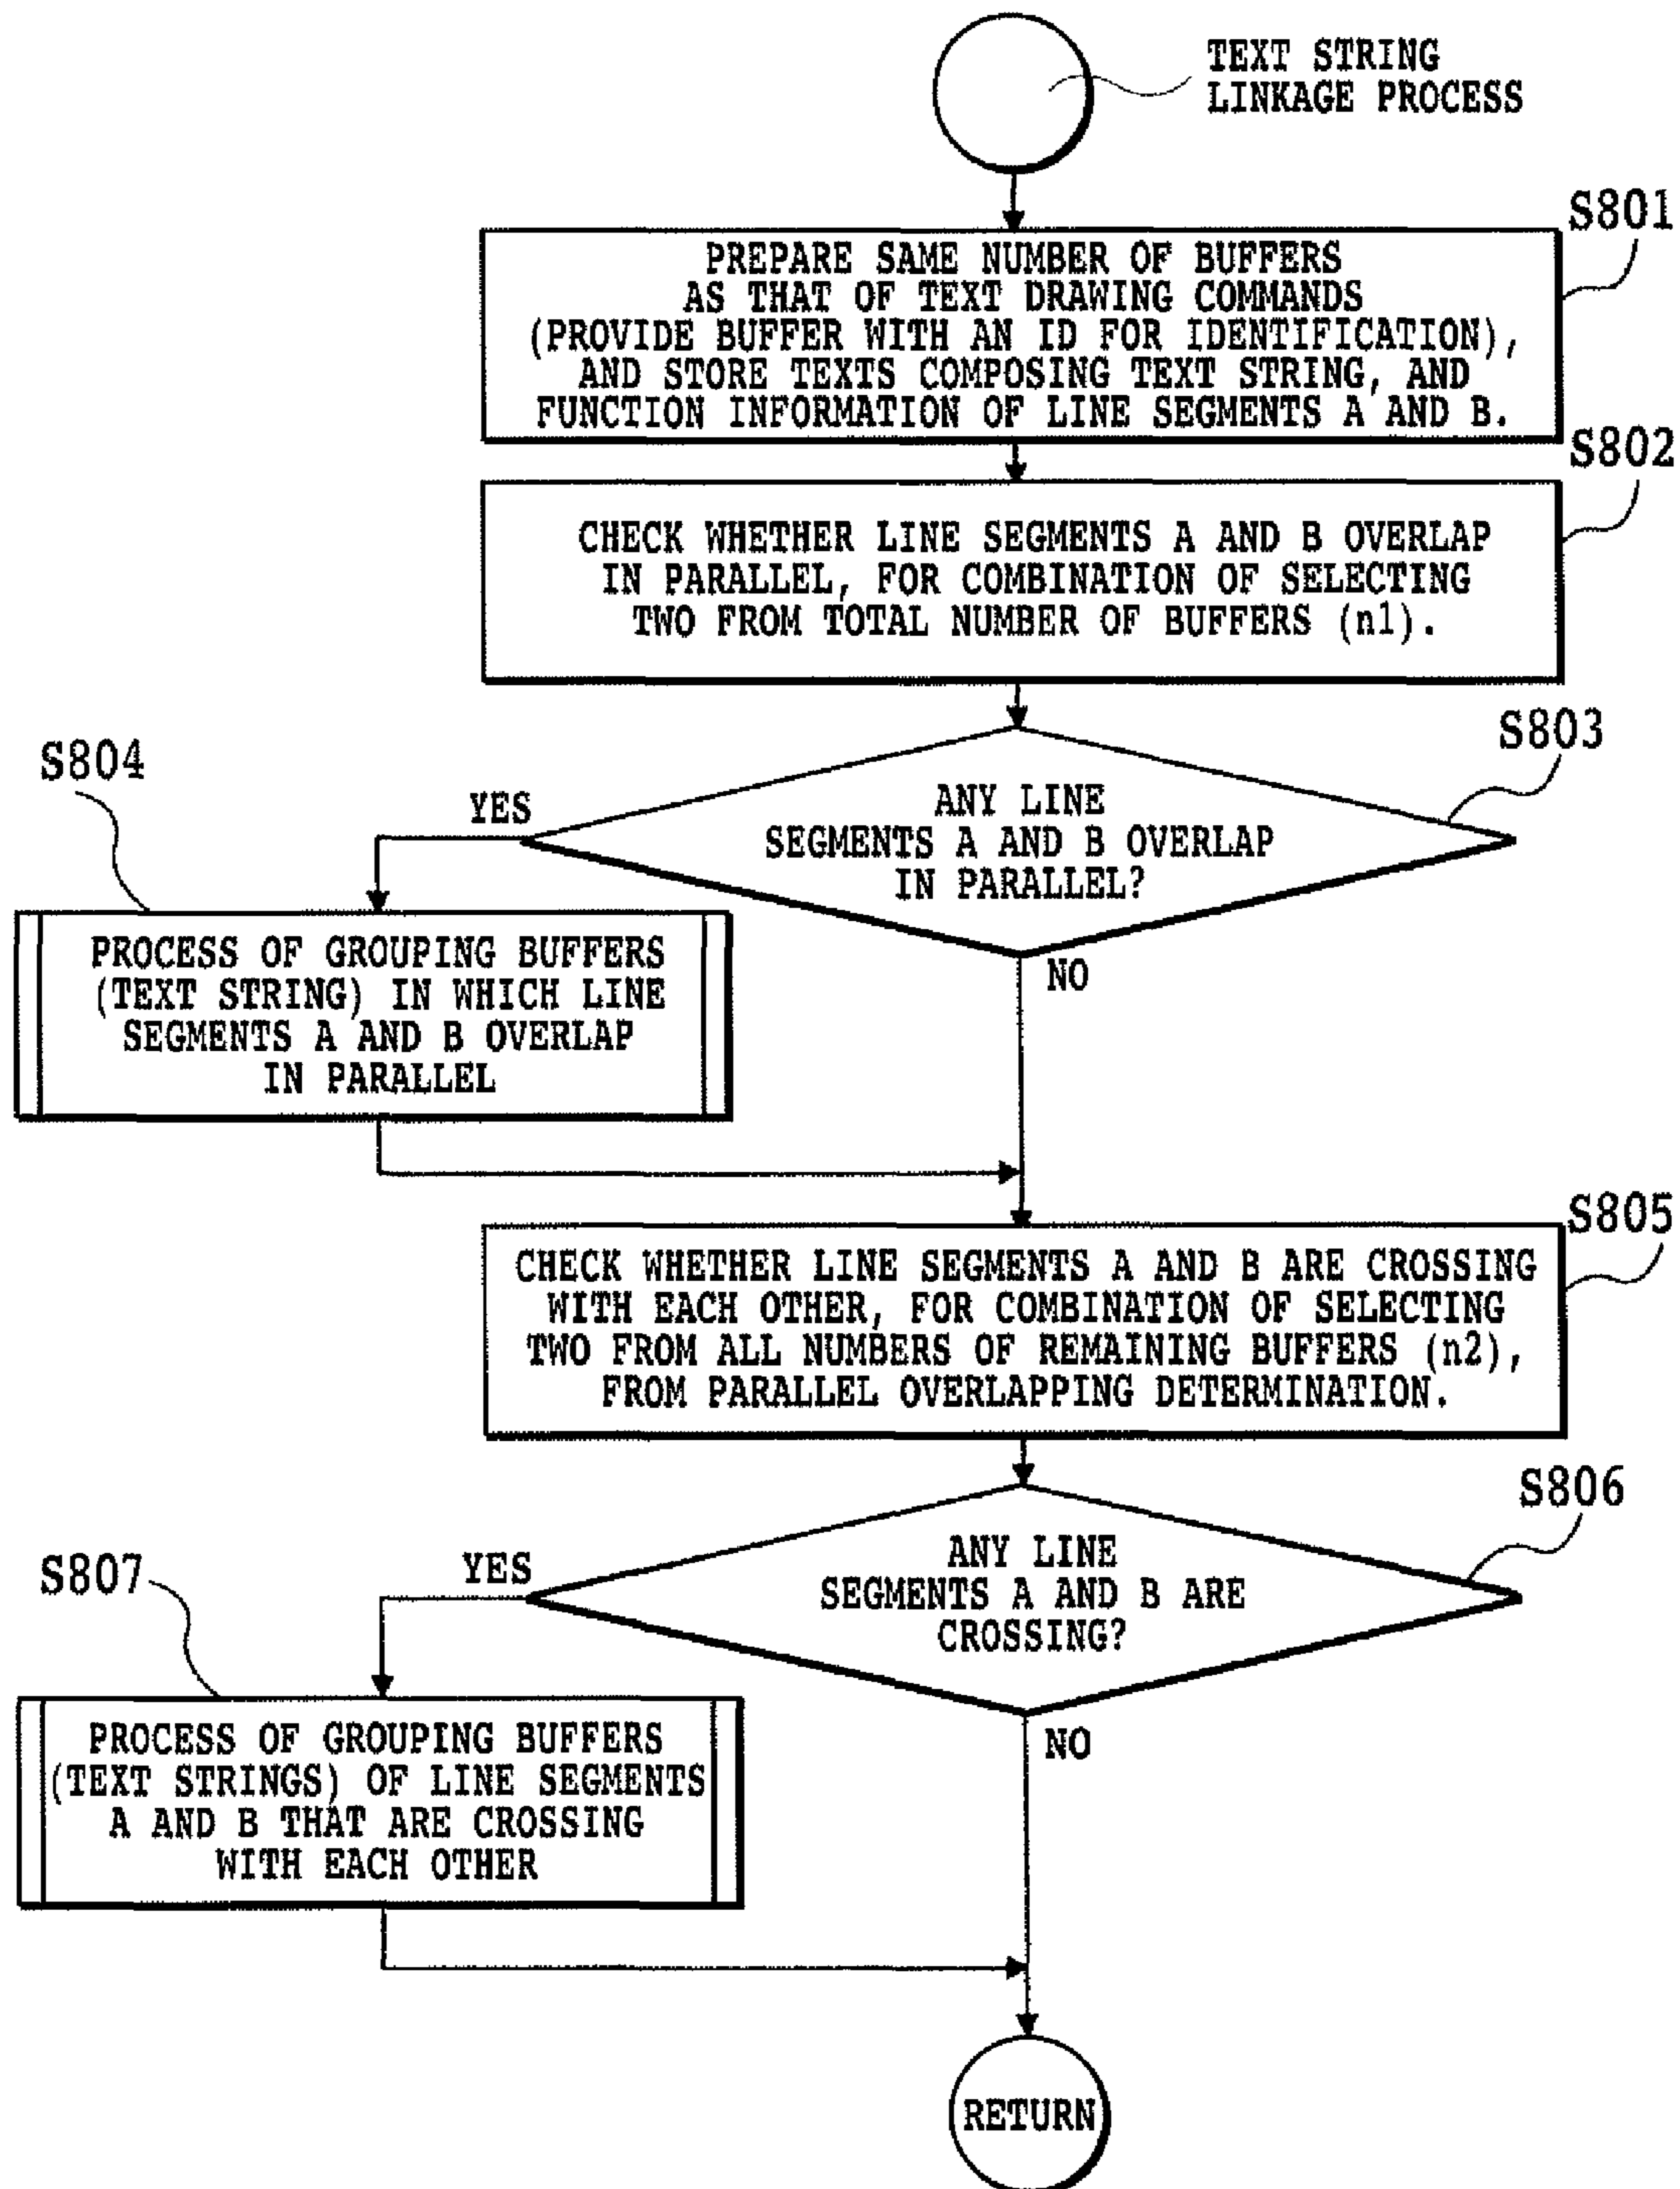 TEXT STRING
LINKAGE PROCESS
S801
PREPARE SAME NUMBER OF BUFFERS
AS THAT OF TEXT DRAWING COMMANDS
(PROVIDE BUFFER WITH AN ID FOR IDENTIFICATION),
AND STORE TEXTS COMPOSING TEXT STRING, AND
FUNCTION INFORMATION OF LINE SEGMENTS A AND B.
S802
CHECK WHETHER LINE SEGMENTS A AND B OVERLAP
IN PARALLEL, FOR COMBINATION OF SELECTING
TWO FROM TOTAL NUMBER OF BUFFERS (n1).
S803
ANY LINE
SEGMENTS A AND B OVERLAP
IN PARALLEL?
YES
NO
S804
PROCESS OF GROUPING BUFFERS
(TEXT STRING) IN WHICH LINE
SEGMENTS A AND B OVERLAP
IN PARALLEL
S805
CHECK WHETHER LINE SEGMENTS A AND B ARE CROSSING
WITH EACH OTHER, FOR COMBINATION OF SELECTING
TWO FROM ALL NUMBERS OF REMAINING BUFFERS (n2),
FROM PARALLEL OVERLAPPING DETERMINATION.
S806
ANY LINE
SEGMENTS A AND B ARE
CROSSING?
YES
NO
S807
PROCESS OF GROUPING BUFFERS
(TEXT STRINGS) OF LINE SEGMENTS
A AND B THAT ARE CROSSING
WITH EACH OTHER
RETURN